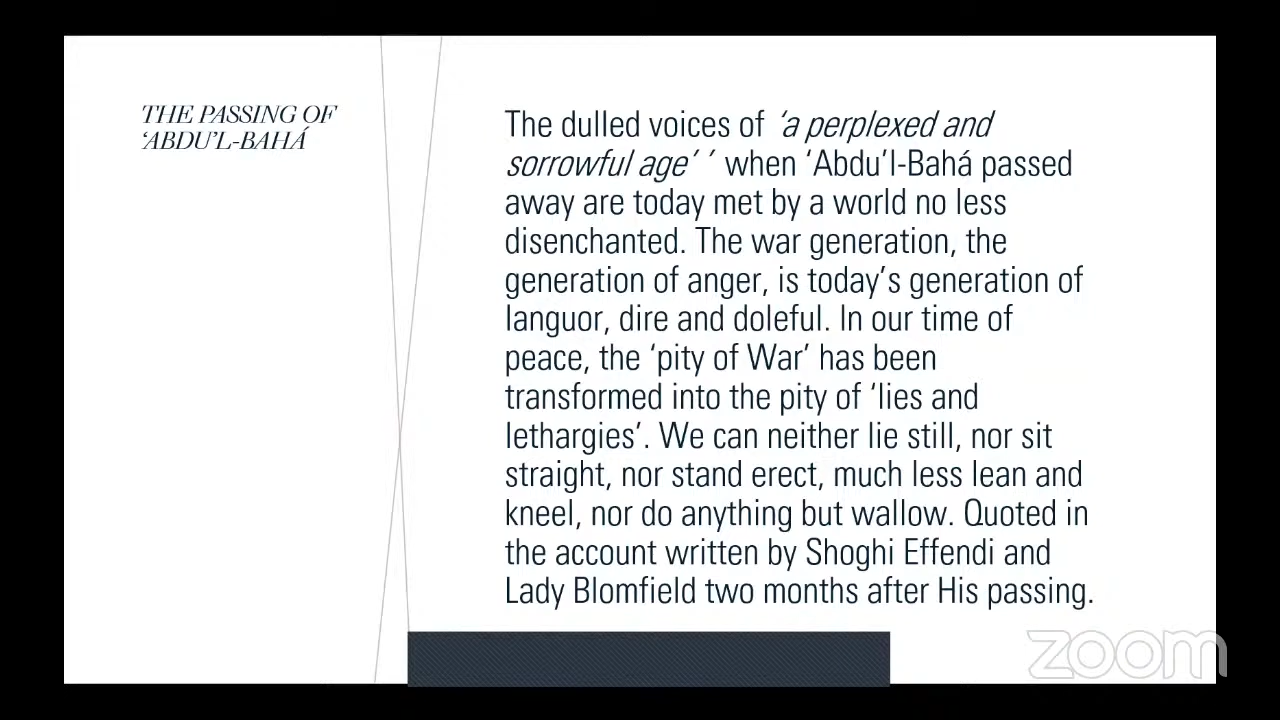 THE PASSING OF
‘ABDU’L-BAHÁ
The dulled voices of ‘a perplexed and
sorrowful age’ ’ when ‘Abdu’l-Bahá passed
away are today met by a world no less
disenchanted. The war generation, the
generation of anger, is today’s generation of
languor, dire and doleful. In our time of
peace, the ‘pity of War’ has been
transformed into the pity of ‘lies and
lethargies’. We can neither lie still, nor sit
straight, nor stand erect, much less lean and
kneel, nor do anything but wallow. Quoted in
the account written by Shoghi Effendi and
Lady Blomfield two months after His passing.
zoom